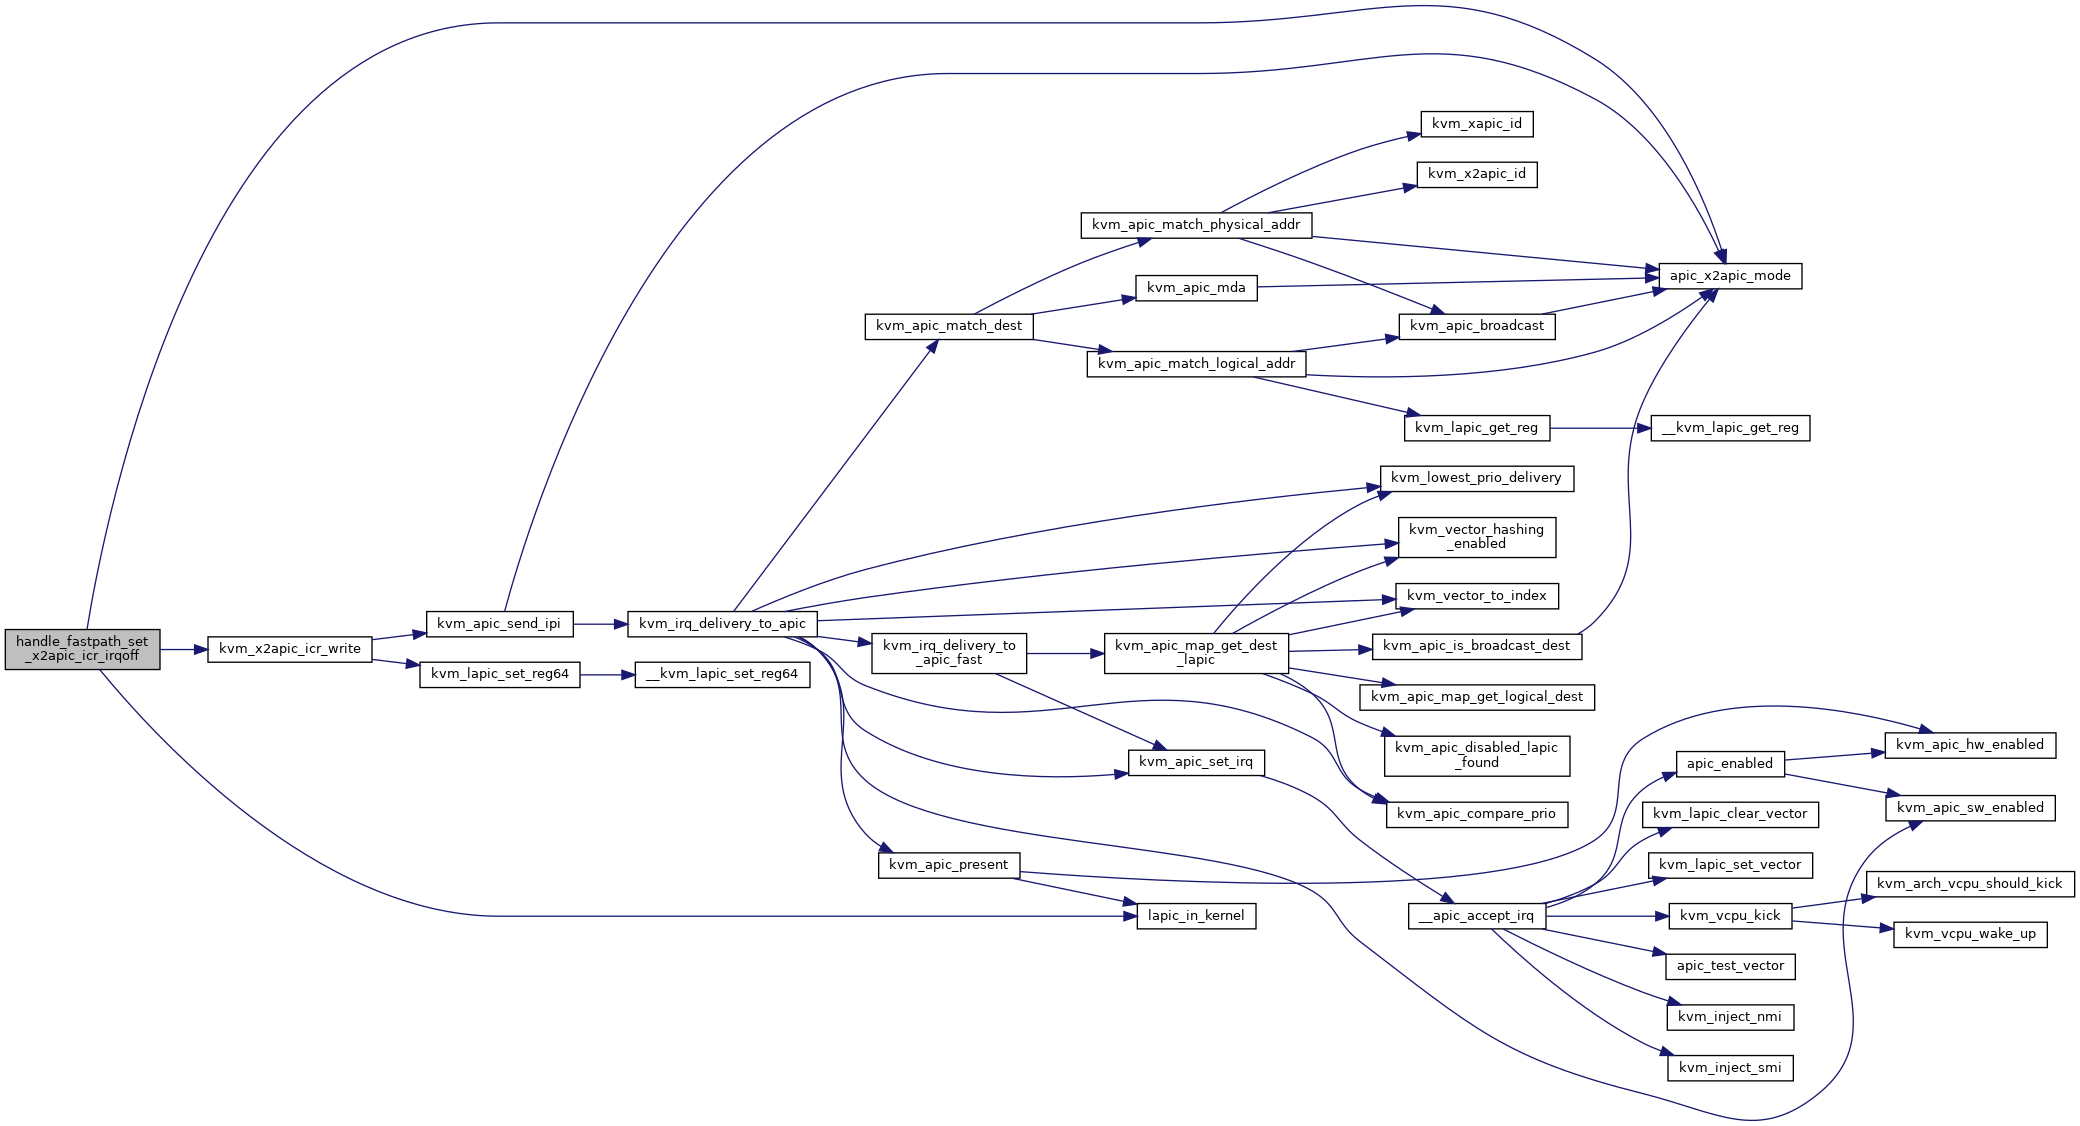 handle_fastpath_set
_x2apic_icr_irqoff
kvm_x2apic_icr_write
kvm_apic_send_ipi
kvm_lapic_set_reg64
kvm_irq_delivery_to_apic
__kvm_lapic_set_reg64
kvm_apic_match_dest
kvm_irq_delivery_to
_apic_fast
kvm_apic_present
kvm_apic_match_physical_addr
kvm_apic_mda
kvm_apic_match_logical_addr
kvm_apic_map_get_dest
_lapic
kvm_apic_set_irq
lapic_in_kernel
kvm_xapic_id
kvm_x2apic_id
kvm_apic_broadcast
kvm_lapic_get_reg
kvm_lowest_prio_delivery
kvm_vector_hashing
_enabled
kvm_vector_to_index
kvm_apic_is_broadcast_dest
kvm_apic_map_get_logical_dest
kvm_apic_disabled_lapic
_found
kvm_apic_compare_prio
__apic_accept_irq
apic_x2apic_mode
__kvm_lapic_get_reg
apic_enabled
kvm_lapic_clear_vector
kvm_lapic_set_vector
kvm_vcpu_kick
apic_test_vector
kvm_inject_nmi
kvm_inject_smi
kvm_apic_hw_enabled
kvm_apic_sw_enabled
kvm_arch_vcpu_should_kick
kvm_vcpu_wake_up